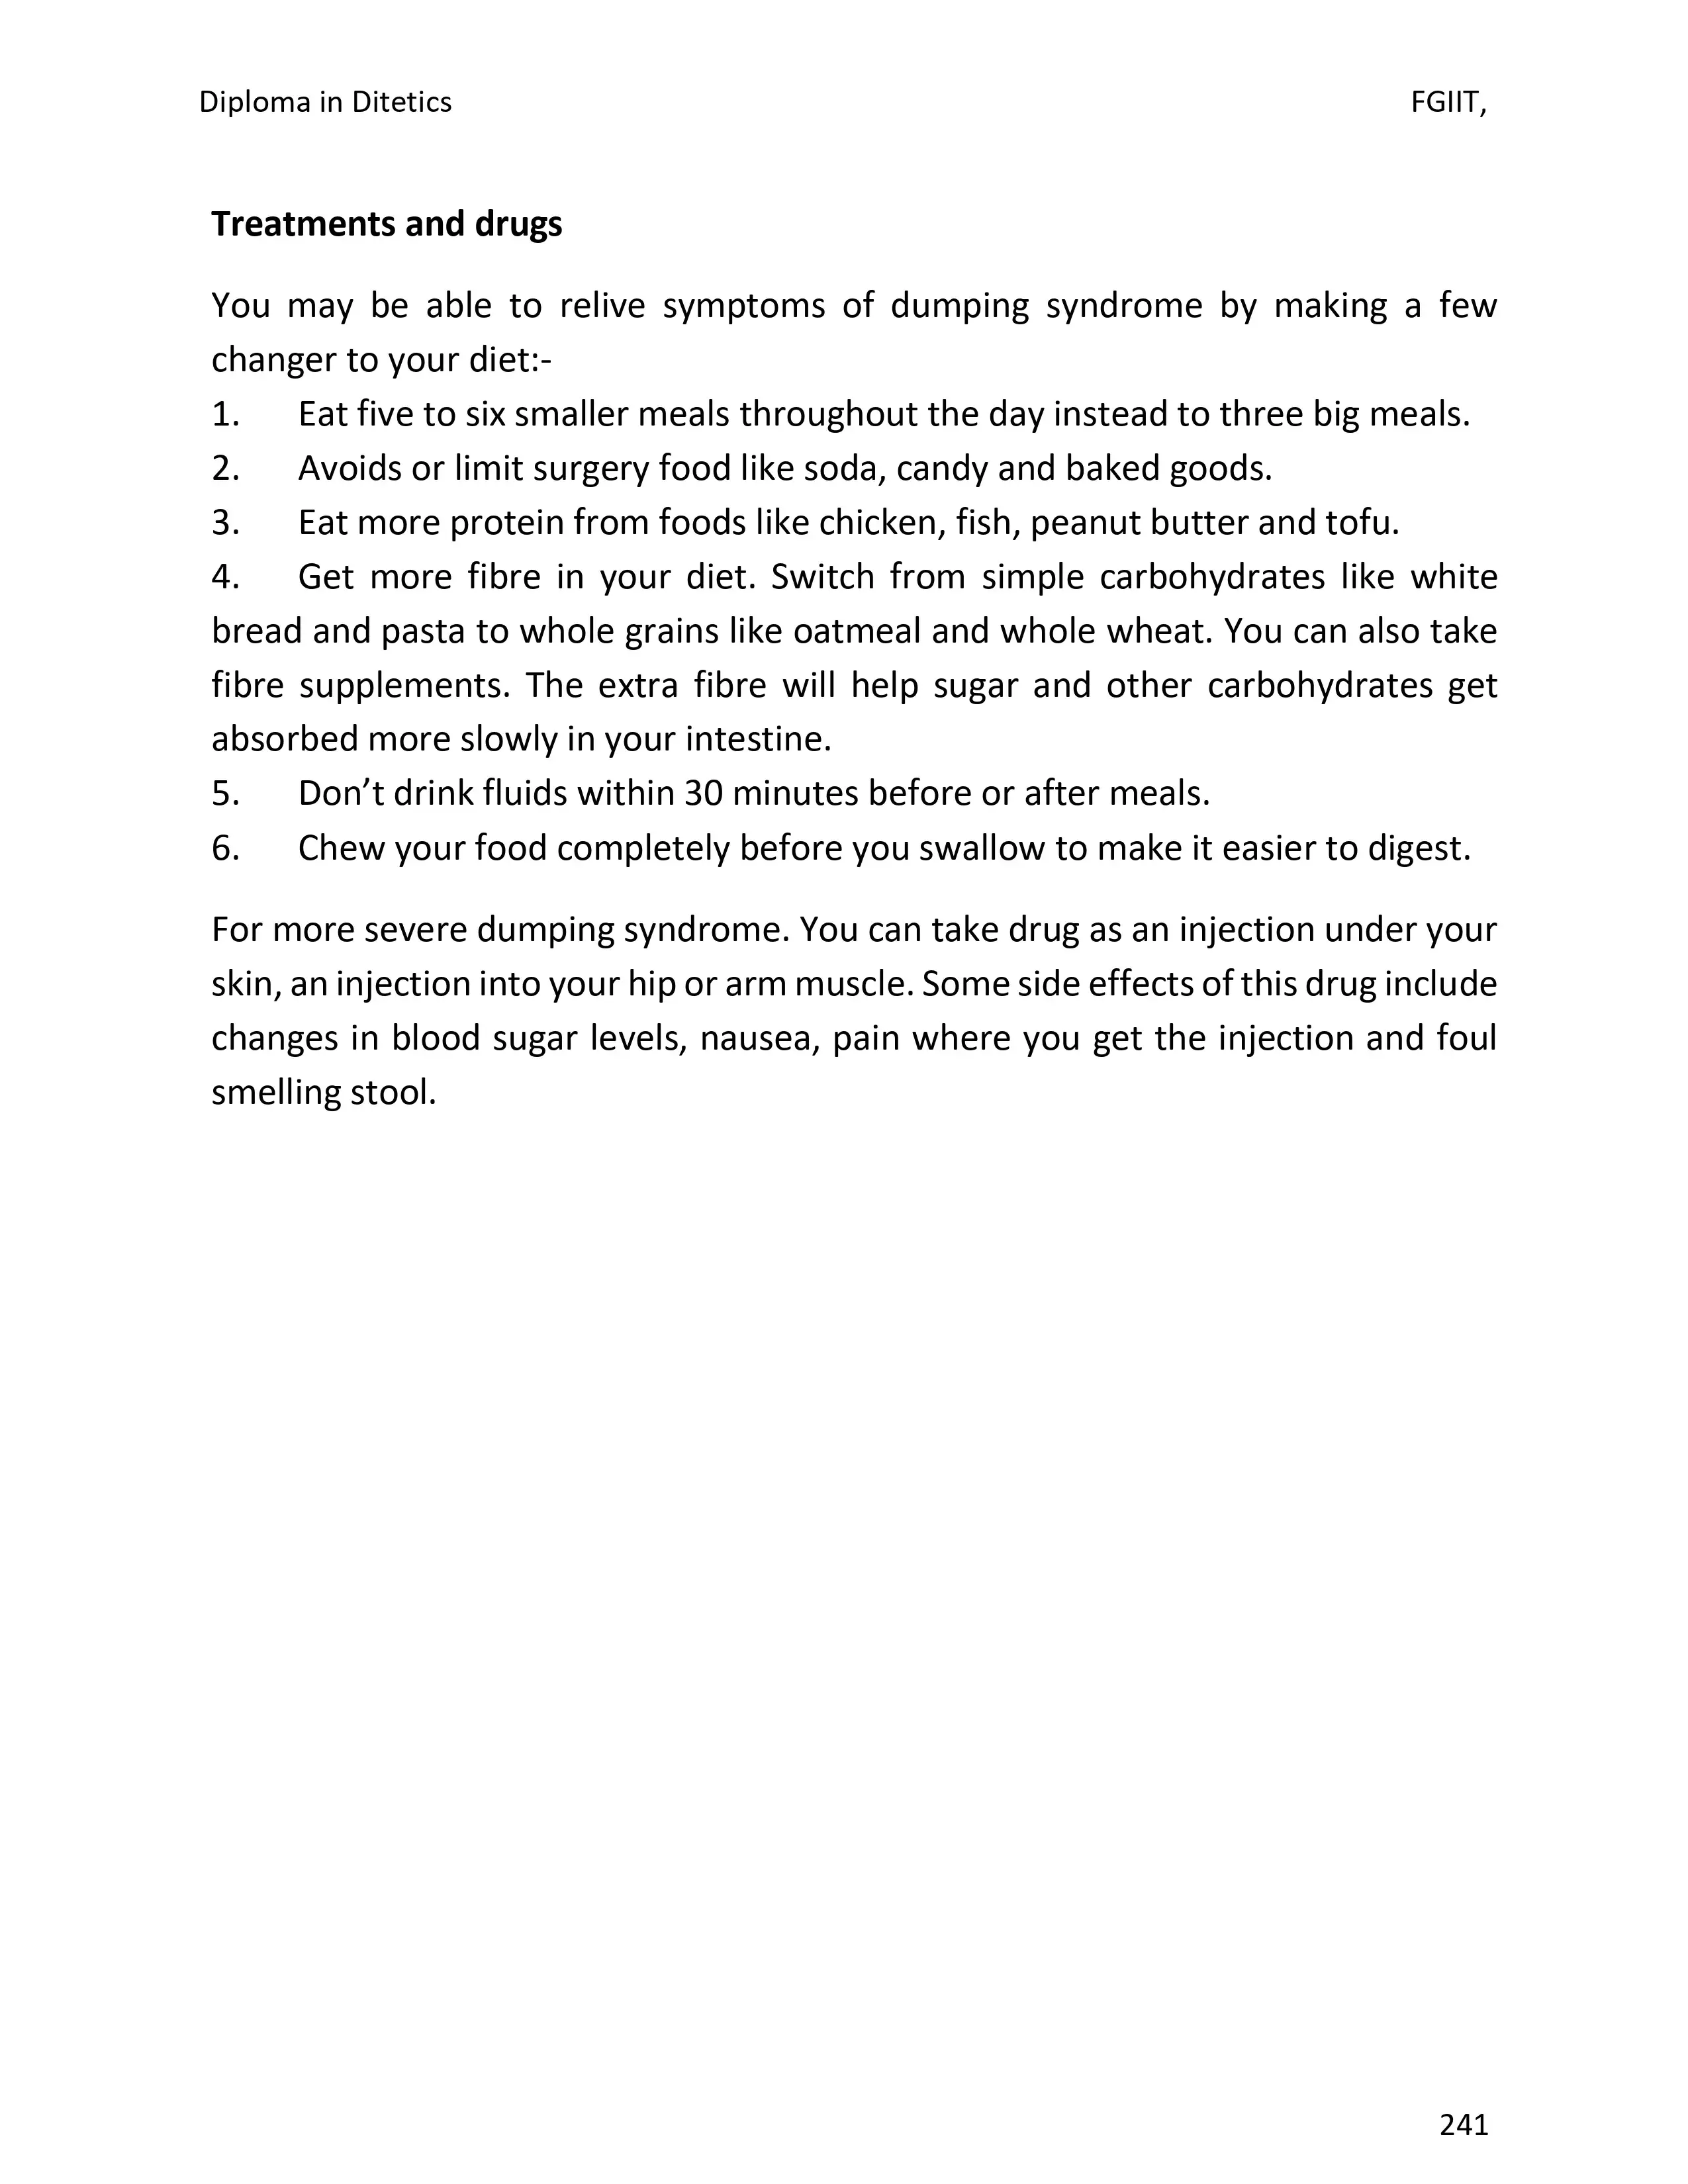 Diploma in Ditetics FGIIT,
Treatments and drugs
You may be able to relive symptoms of dumping syndrome by making a few
changer to your diet:-
1. Eat five to six smaller meals throughout the day instead to three big meals.
2. Avoids or limit surgery food like soda, candy and baked goods.
3. Eat more protein from foods like chicken, fish, peanut butter and tofu.
4. Get more fibre in your diet. Switch from simple carbohydrates like white
bread and pasta to whole grains like oatmeal and whole wheat. You can also take
fibre supplements. The extra fibre will help sugar and other carbohydrates get
absorbed more slowly in your intestine.
5. Don’t drink fluids within 30 minutes before or after meals.
6. Chew your food completely before you swallow to make it easier to digest.
For more severe dumping syndrome. You can take drug as an injection under your
skin, an injection into your hip or arm muscle. Some side effects of this drug include
changes in blood sugar levels, nausea, pain where you get the injection and foul
smelling stool.
241